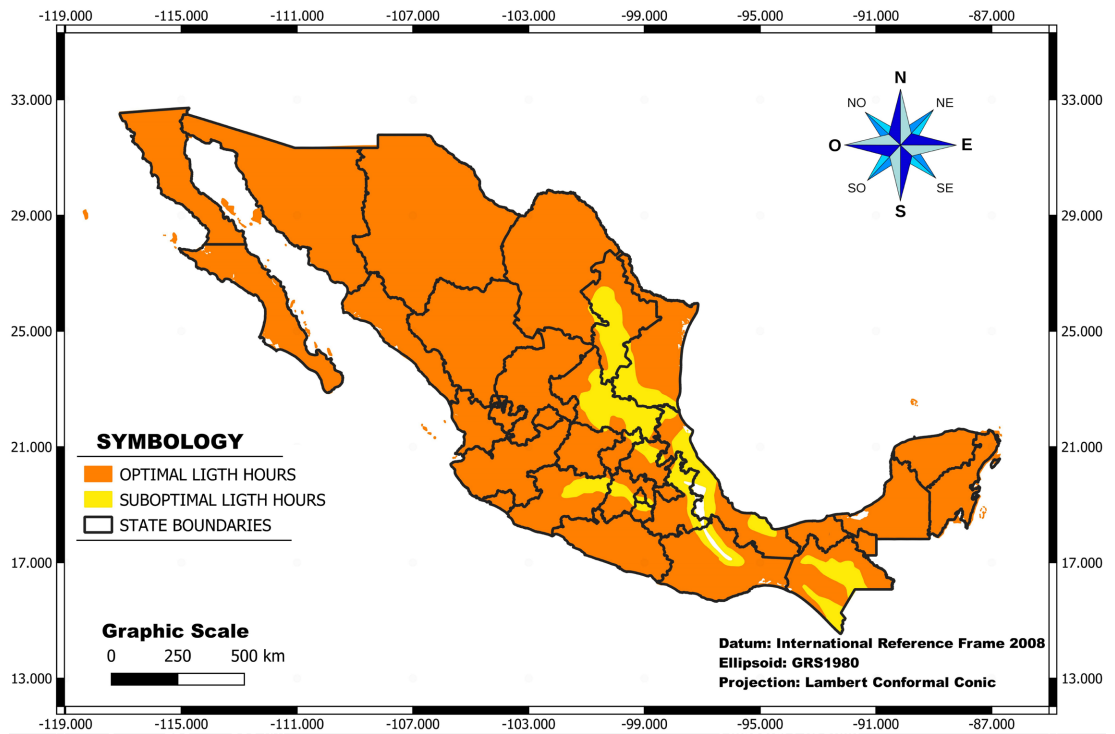 -119.000 -115.000 -111.000 -107.000 -103.000 -99.000 -95.000 -91.000 -87.000
33.000 33.000
29.000 29.000
25.000 25.000
21.000 21.000
17.000 17.000
13.000 13.000
N
NO NE
O E
SO SE
S
SYMBOLOGY
OPTIMAL LIGTH HOURS
SUBOPTIMAL LIGTH HOURS
STATE BOUNDARIES
Graphic Scale
0 250 500 km
Datum: International Reference Frame 2008
Ellipsoid: GRS1980
Projection: Lambert Conformal Conic
-119.000 -115.000 -111.000 -107.000 -103.000 -99.000 -95.000 -91.000 -87.000